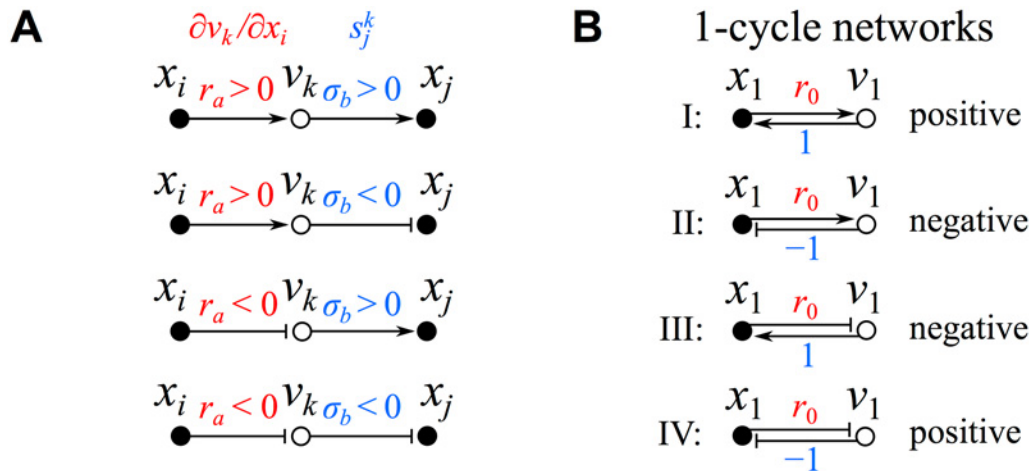 A
∂v_k/∂x_i s_j^k
x_i r_a > 0 v_k σ_b > 0 x_j
x_i r_a > 0 v_k σ_b < 0 x_j
x_i r_a < 0 v_k σ_b > 0 x_j
x_i r_a < 0 v_k σ_b < 0 x_j
B 1-cycle networks
x_1 r_0 v_1
I: positive
1
x_1 r_0 v_1
II: negative
−1
x_1 r_0 v_1
III: negative
1
x_1 r_0 v_1
IV: positive
−1